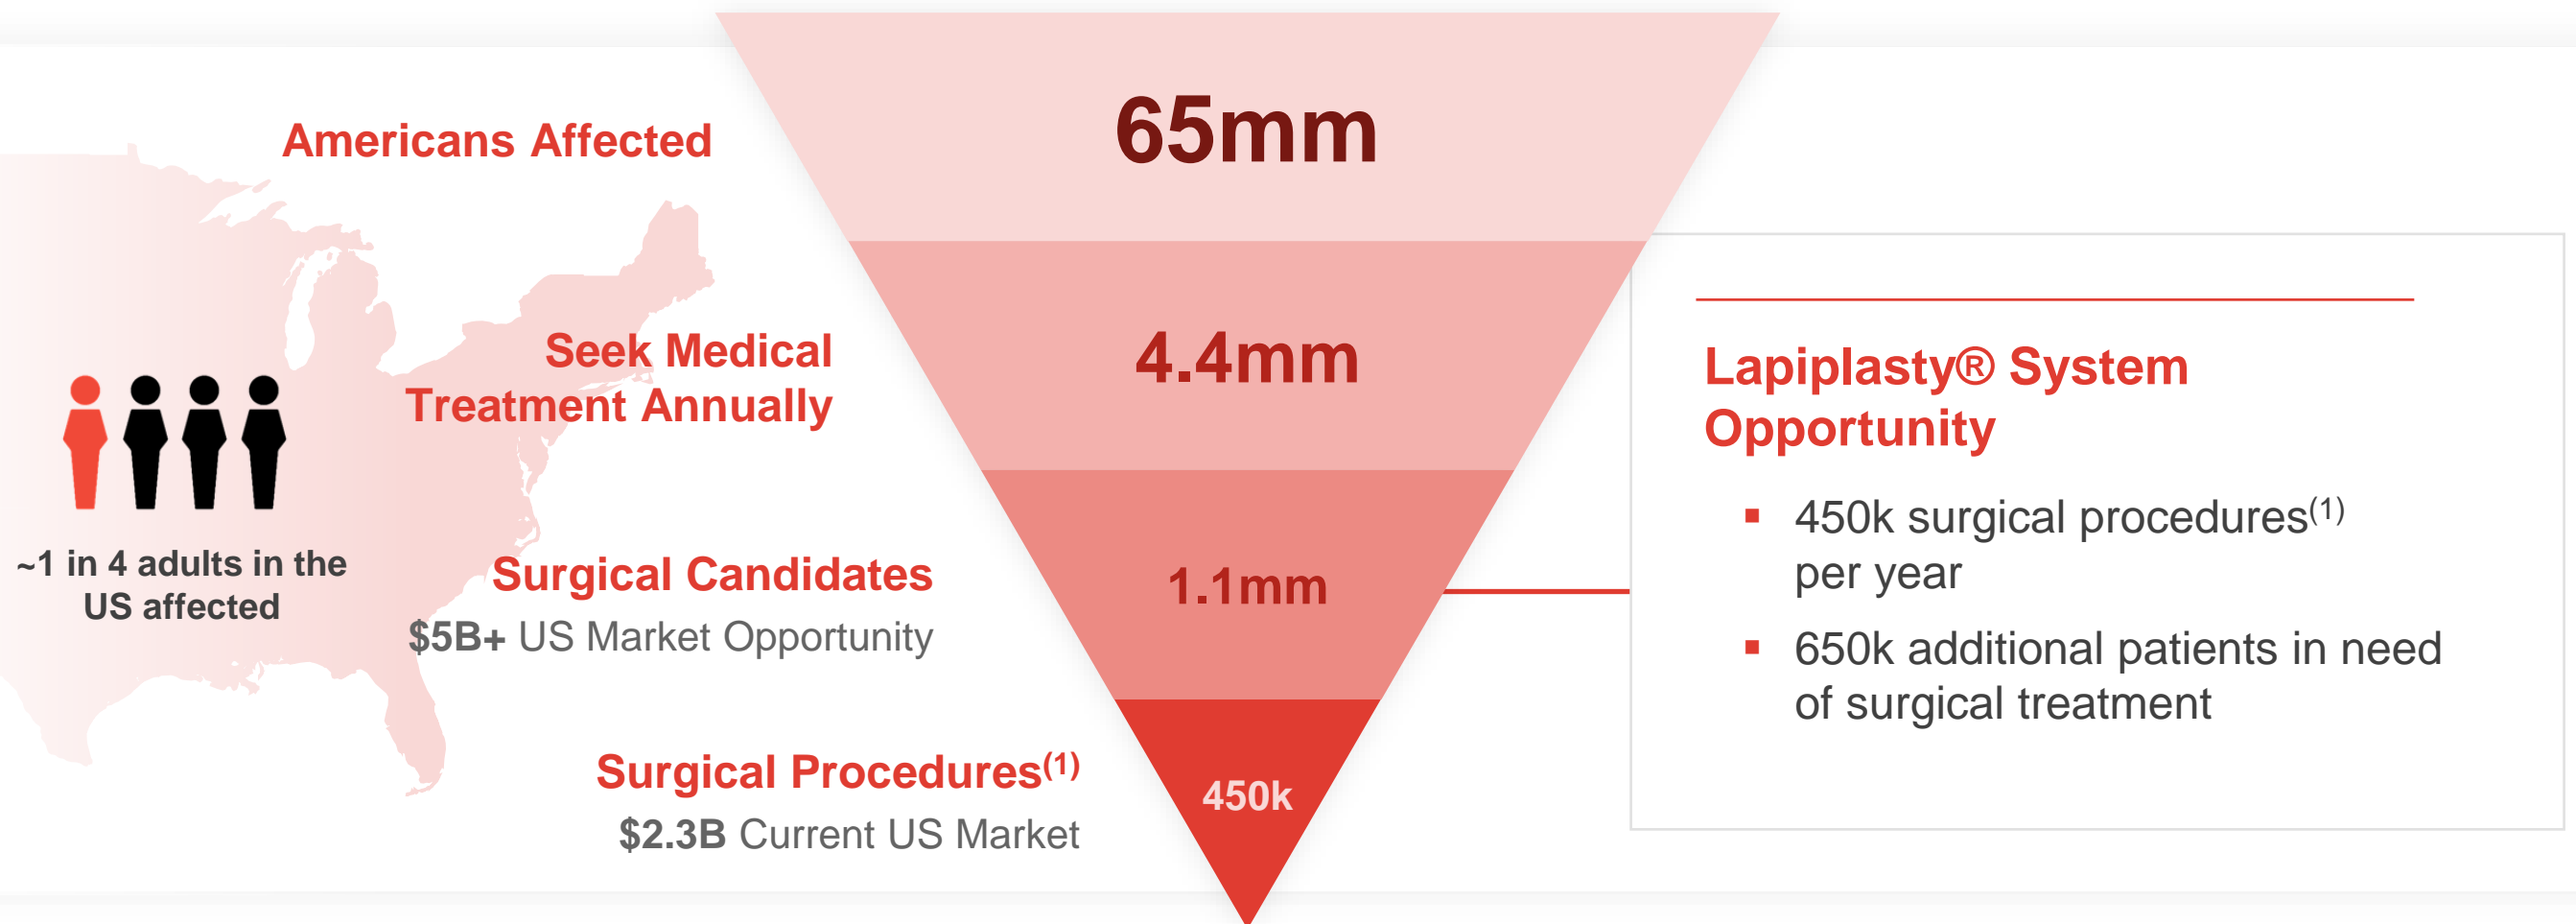 Americans Affected
65mm
Seek Medical
Treatment Annually
4.4mm
~1 in 4 adults in the
US affected
Surgical Candidates
$5B+ US Market Opportunity
1.1mm
Surgical Procedures(1)
$2.3B Current US Market
450k
Lapiplasty® System
Opportunity
▪ 450k surgical procedures(1)
per year
▪ 650k additional patients in need
of surgical treatment